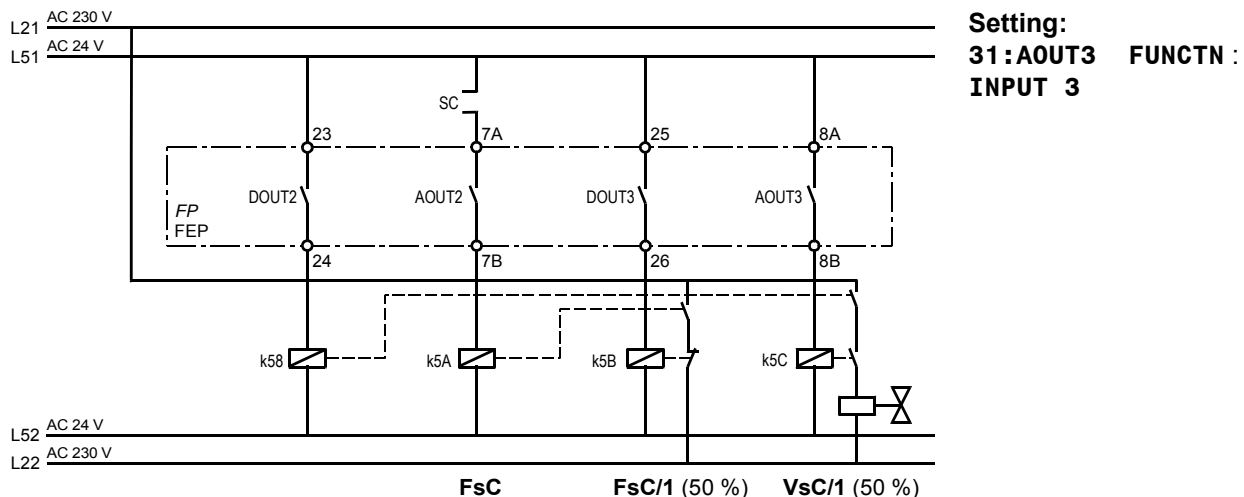 L21 AC 230 V
L51 AC 24 V
Setting:
31:AOUT3 FUNCTN :
INPUT 3
SC
23 7A 25 8A
DOUT2 AOUT2 DOUT3 AOUT3
FP
FEP
24 7B 26 8B
k58 k5A k5B k5C
L52 AC 24 V
L22 AC 230 V
FsC FsC/1 (50 %) VsC/1 (50 %)